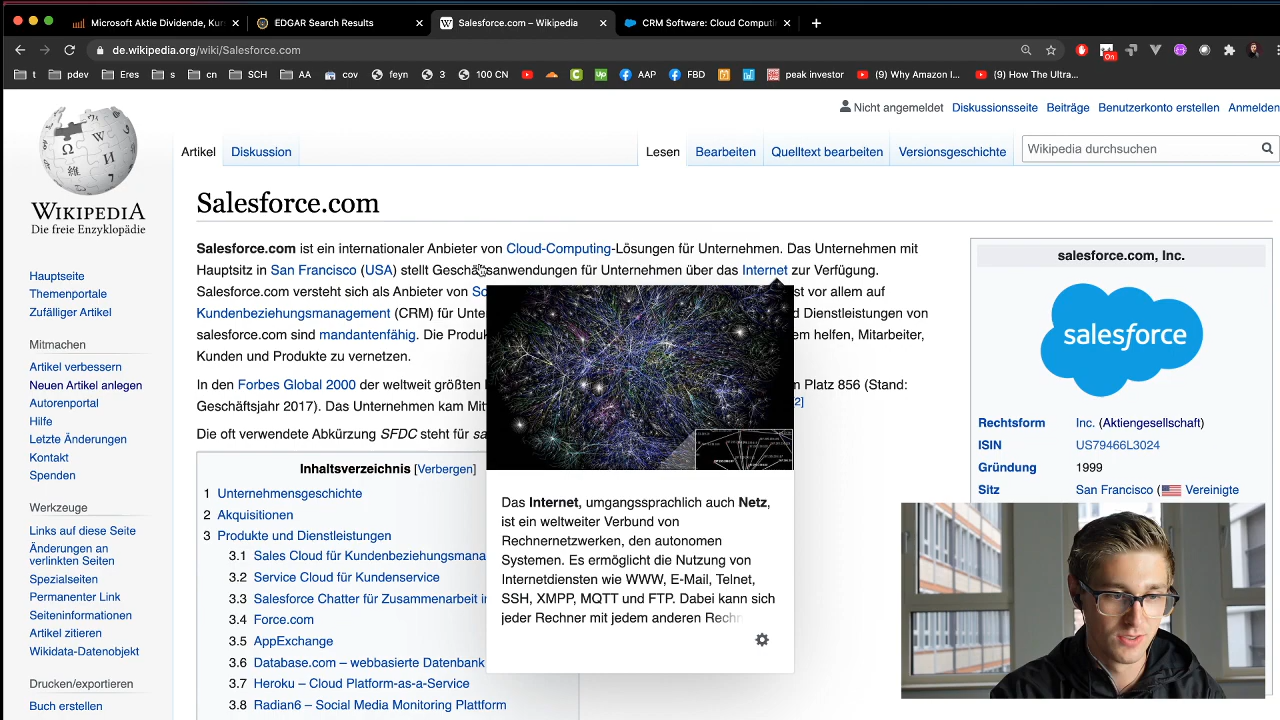 Microsoft Aktie Dividende, Kur
EDGAR Search Results
Salesforce.com – Wikipedia
CRM Software: Cloud Computi
de.wikipedia.org/wiki/Salesforce.com
On
t
pdev
Eres
s
cn
SCH
AA
cov
feyn
3
100 CN
AAP
FBD
peak investor
(9) Why Amazon I...
(9) How The Ultra...
Nicht angemeldet Diskussionsseite Beiträge Benutzerkonto erstellen Anmelden
Artikel Diskussion
Lesen Bearbeiten Quelltext bearbeiten Versionsgeschichte
Wikipedia durchsuchen
WIKIPEDIA
Die freie Enzyklopädie
Hauptseite
Themenportale
Zufälliger Artikel
Mitmachen
Artikel verbessern
Neuen Artikel anlegen
Autorenportal
Hilfe
Letzte Änderungen
Kontakt
Spenden
Werkzeuge
Links auf diese Seite
Änderungen an
verlinkten Seiten
Spezialseiten
Permanenter Link
Seiteninformationen
Artikel zitieren
Wikidata-Datenobjekt
Drucken/exportieren
Buch erstellen
Salesforce.com
Salesforce.com ist ein internationaler Anbieter von Cloud-Computing-Lösungen für Unternehmen. Das Unternehmen mit
Hauptsitz in San Francisco (USA) stellt Geschäftsanwendungen für Unternehmen über das Internet zur Verfügung.
Salesforce.com versteht sich als Anbieter von So st vor allem auf
Kundenbeziehungsmanagement (CRM) für Unte d Dienstleistungen von
salesforce.com sind mandantenfähig. Die Produk em helfen, Mitarbeiter,
Kunden und Produkte zu vernetzen.
In den Forbes Global 2000 der weltweit größten n Platz 856 (Stand:
Geschäftsjahr 2017). Das Unternehmen kam Mit 2]
Die oft verwendete Abkürzung SFDC steht für sa
Inhaltsverzeichnis [Verbergen]
1 Unternehmensgeschichte
2 Akquisitionen
3 Produkte und Dienstleistungen
3.1 Sales Cloud für Kundenbeziehungsmana
3.2 Service Cloud für Kundenservice
3.3 Salesforce Chatter für Zusammenarbeit i
3.4 Force.com
3.5 AppExchange
3.6 Database.com – webbasierte Datenbank
3.7 Heroku – Cloud Platform-as-a-Service
3.8 Radian6 – Social Media Monitoring Plattform
Das Internet, umgangssprachlich auch Netz,
ist ein weltweiter Verbund von
Rechnernetzwerken, den autonomen
Systemen. Es ermöglicht die Nutzung von
Internetdiensten wie WWW, E-Mail, Telnet,
SSH, XMPP, MQTT und FTP. Dabei kann sich
jeder Rechner mit jedem anderen Rechn
salesforce.com, Inc.
salesforce
Rechtsform Inc. (Aktiengesellschaft)
ISIN US79466L3024
Gründung 1999
Sitz San Francisco ( Vereinigte